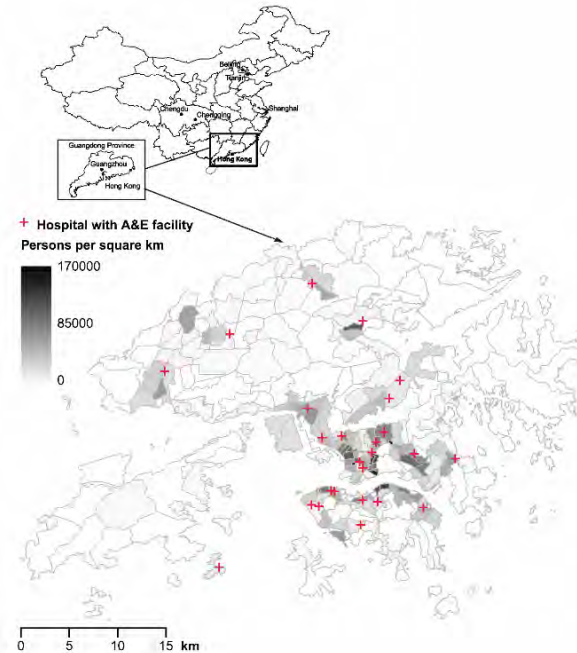 Beijing
Tianjin
Shanghai
Chengdu
Chongqing
Guangdong Province
Guangzhou
Hong Kong
Hong Kong
+ Hospital with A&E facility
Persons per square km
170000
85000
0
0 5 10 15 km